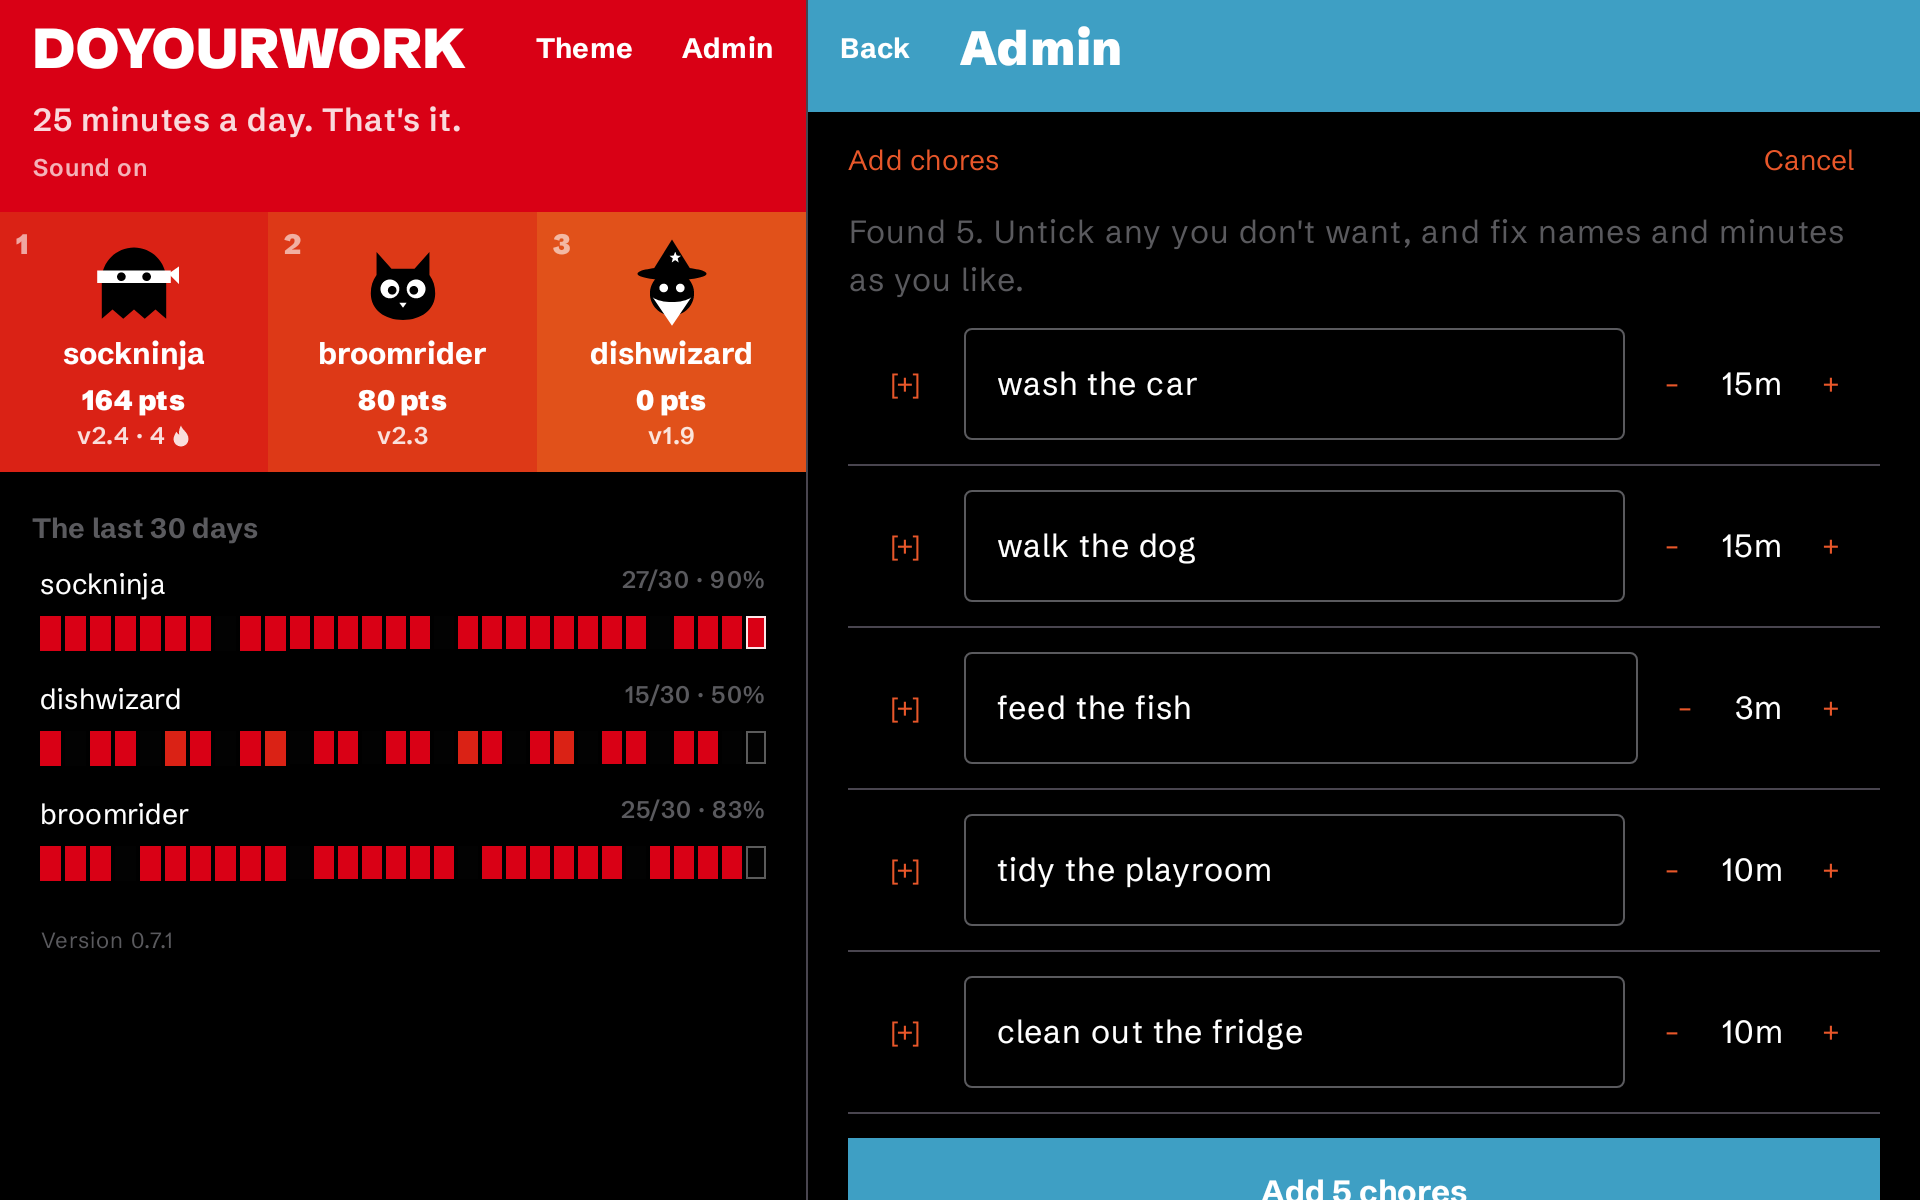 DOYOURWORK
Theme
Admin
25 minutes a day. That's it.
Sound on
1
sockninja
164 pts
v2.4 · 4
2
broomrider
80 pts
v2.3
3
dishwizard
0 pts
v1.9
The last 30 days
sockninja
27/30 · 90%
dishwizard
15/30 · 50%
broomrider
25/30 · 83%
Version 0.7.1
Back
Admin
Add chores
Cancel
Found 5. Untick any you don't want, and fix names and minutes
as you like.
[+] wash the car - 15m +
[+] walk the dog - 15m +
[+] feed the fish - 3m +
[+] tidy the playroom - 10m +
[+] clean out the fridge - 10m +
Add 5 chores